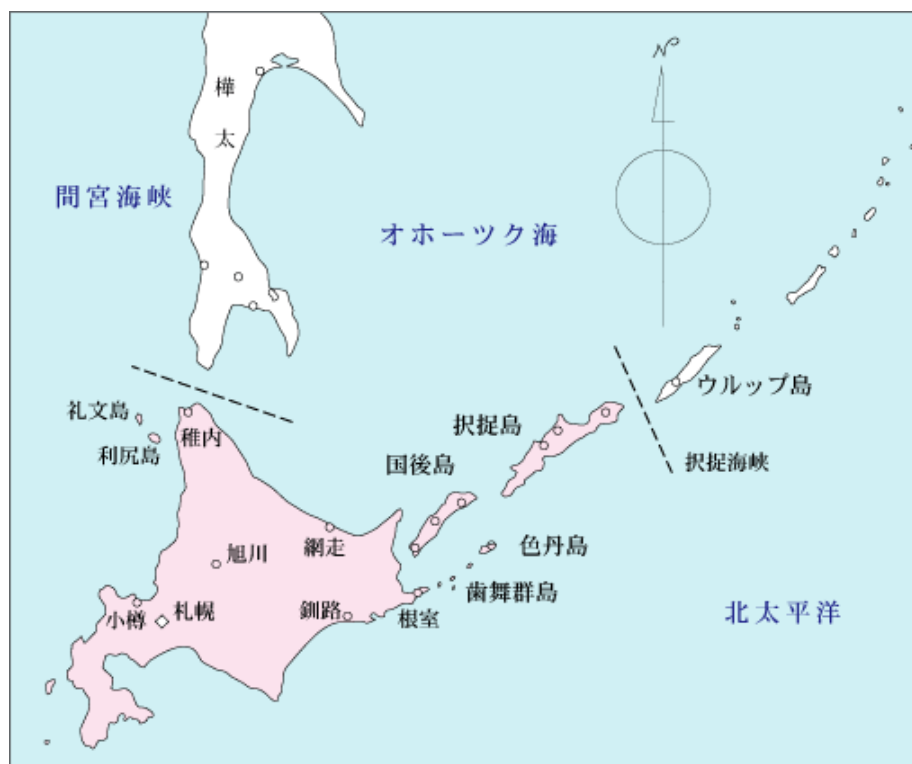 N
樺
太
間宮海峡
オホーツク海
ウルップ島
礼文島
稚内
択捉島
利尻島
国後島
択捉海峡
網走
色丹島
旭川
歯舞群島
小樽
札幌
釧路
根室
北太平洋